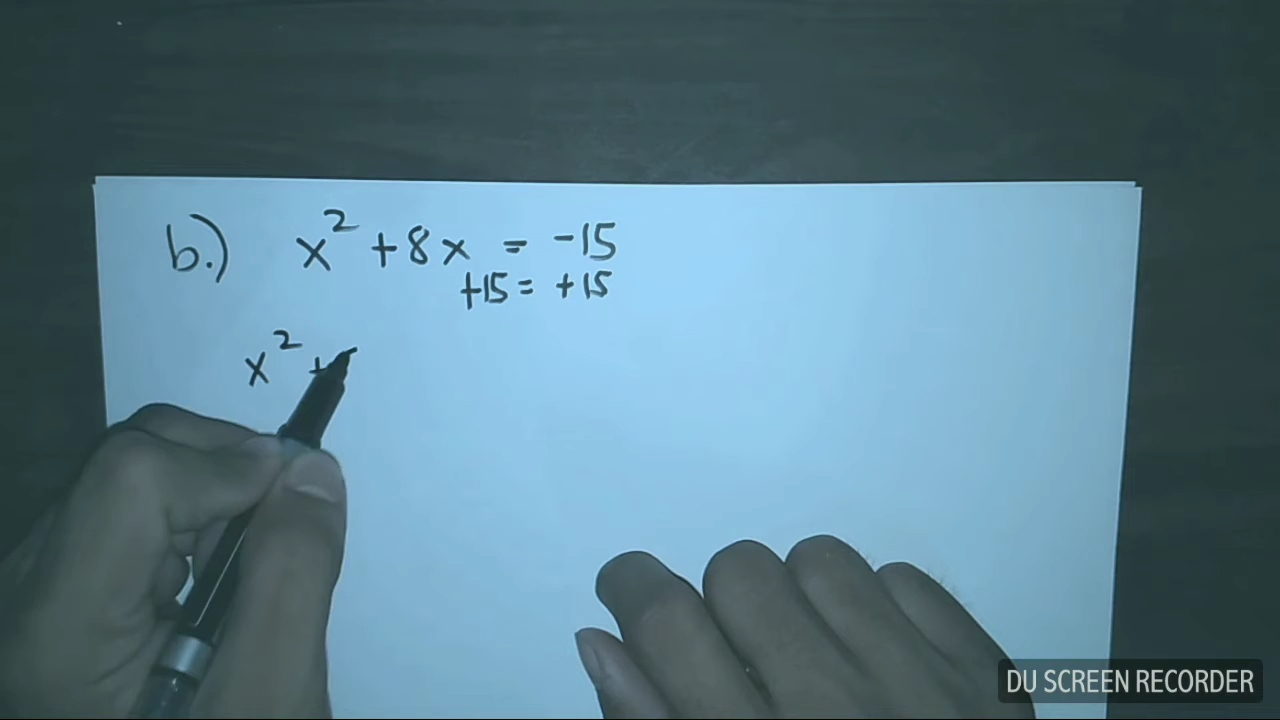 b.) x² + 8x = -15
+15 = +15
x² +
DU SCREEN RECORDER